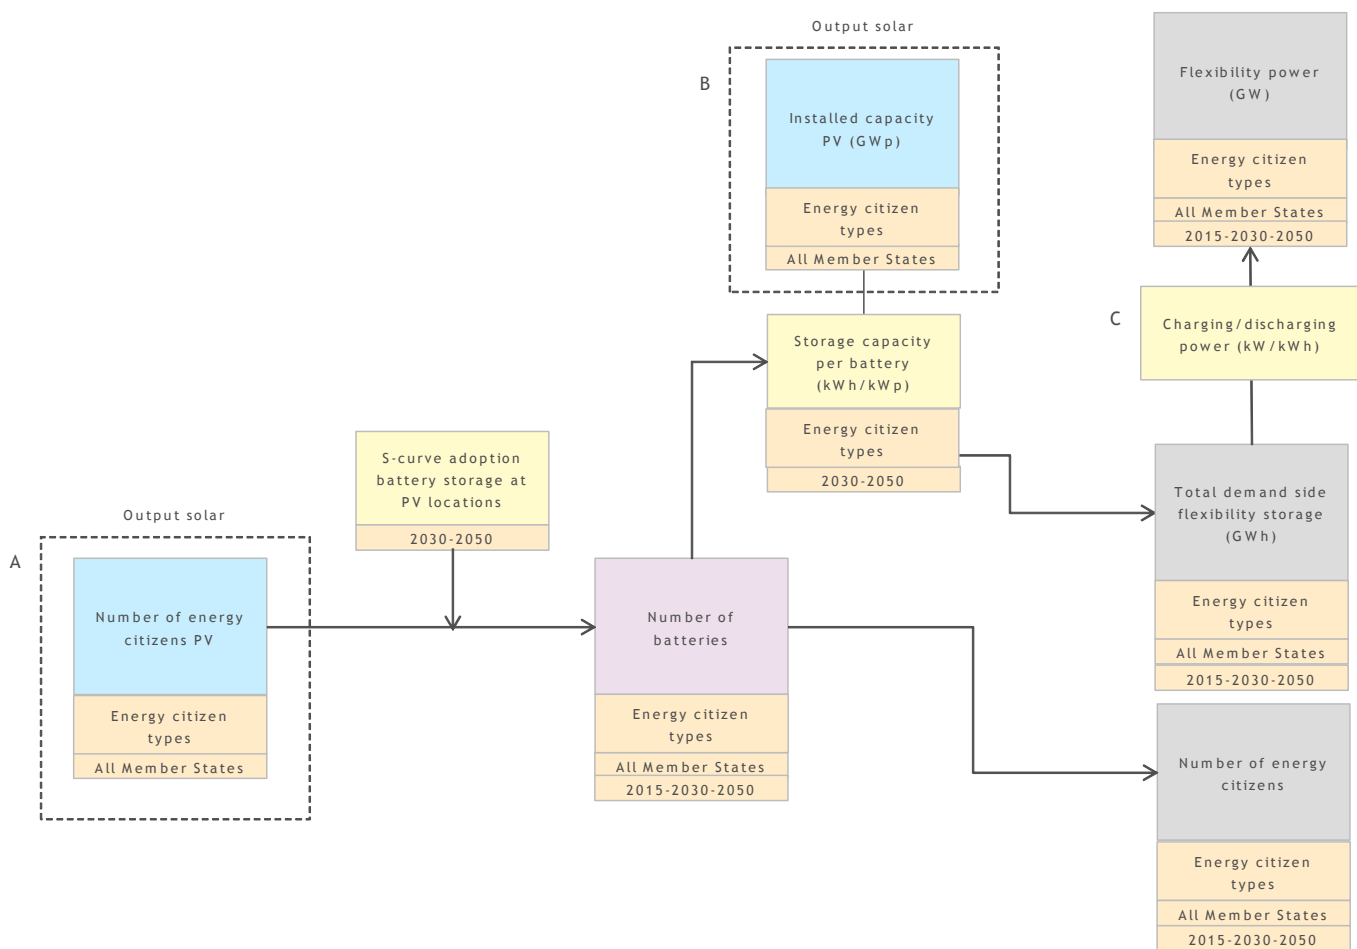 Output solar
B
Installed capacity
PV (GWp)
Energy citizen
types
All Member States
Flexibility power
(GW)
Energy citizen
types
All Member States
2015-2030-2050
C
Charging/discharging
power (kW/kWh)
Storage capacity
per battery
(kWh/kWp)
Energy citizen
types
2030-2050
S-curve adoption
battery storage at
PV locations
2030-2050
Total demand side
flexibility storage
(GWh)
Energy citizen
types
All Member States
2015-2030-2050
Output solar
A
Number of energy
citizens PV
Energy citizen
types
All Member States
Number of
batteries
Energy citizen
types
All Member States
2015-2030-2050
Number of energy
citizens
Energy citizen
types
All Member States
2015-2030-2050